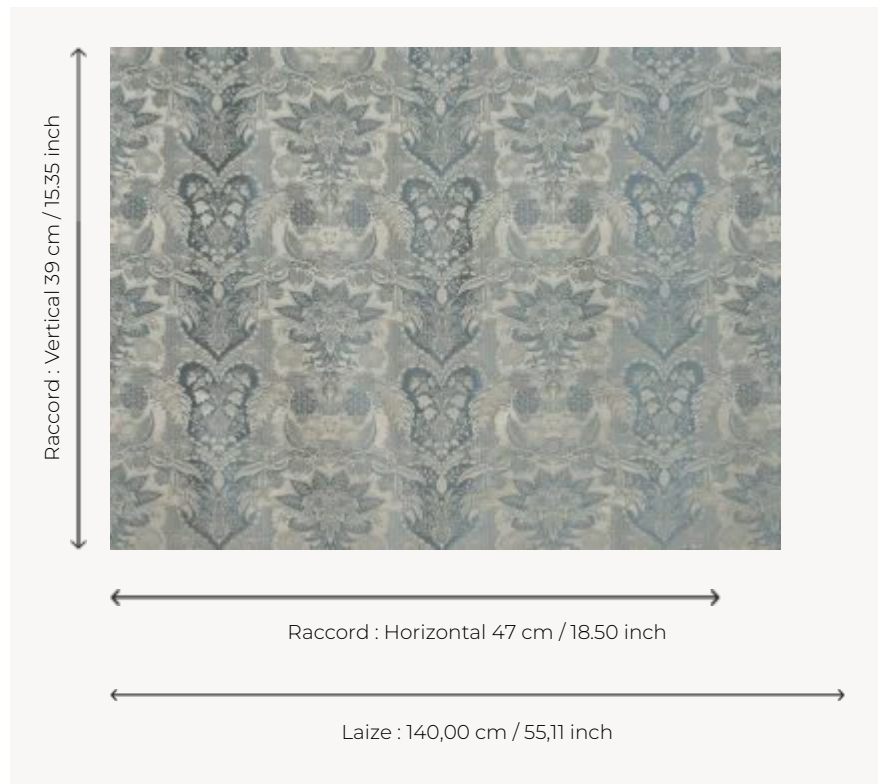 Raccord : Vertical 39 cm / 15.35 inch
Raccord : Horizontal 47 cm / 18.50 inch
Laize : 140,00 cm / 55,11 inch